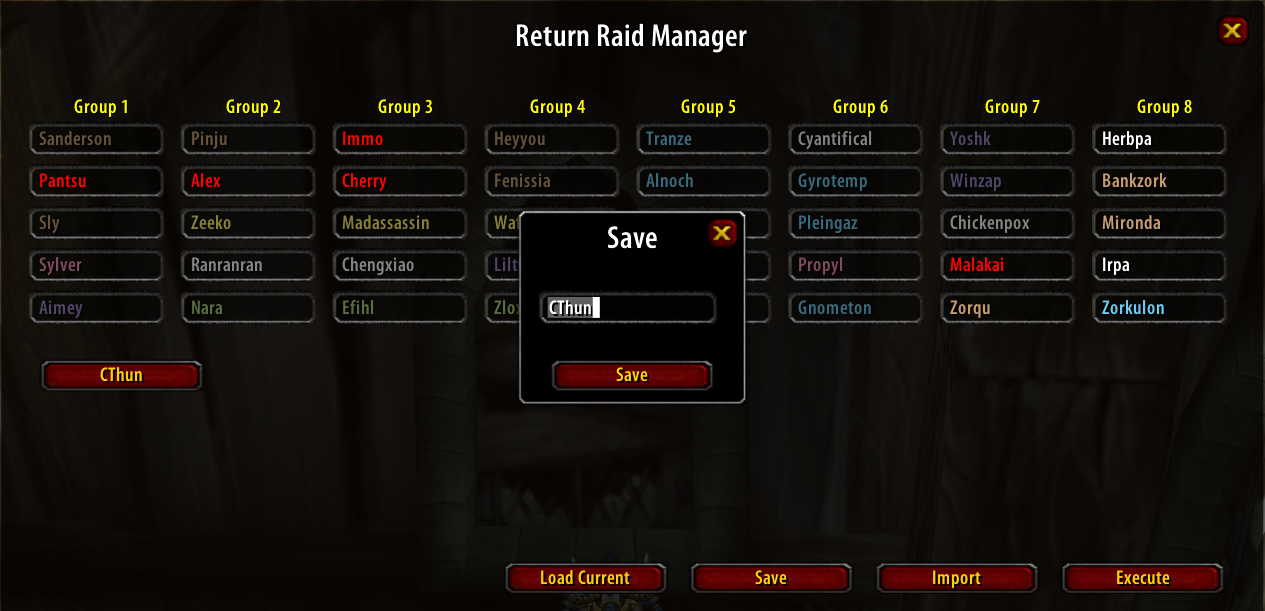 Return Raid Manager
Group 1 Group 2 Group 3 Group 4 Group 5 Group 6 Group 7 Group 8
Sanderson Pinju Immo Heyyou Tranze Cyantifical Yoshk Herbpa
Pantsu Alex Cherry Fenissia Alnoch Gyrotemp Winzap Bankzork
Sly Zeeko Madassassin Pleingaz Chickenpox Mironda
Sylver Ranranran Chengxiao Propyl Malakai Irpa
Aimey Nara Efihl Gnometon Zorqu Zorkulon
Save
CThun
Save
CThun
Load Current Save Import Execute